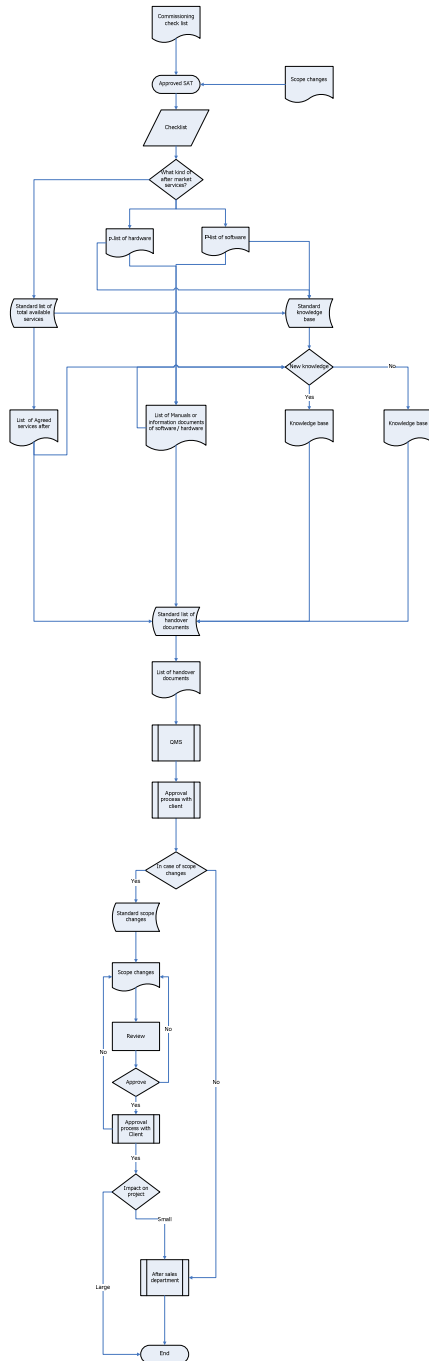 Commissioning
check list
Approved SAT
Scope changes
Checklist
What kind of
after market
services?
P-list of hardware
P-list of software
Standard list of
total available
services
Standard
knowledge
base
New knowledge
No
Yes
List of Agreed
services after
List of Manuals or
information documents
of software / hardware
Knowledge base
Knowledge base
Standard list of
handover
documents
List of handover
documents
QMS
Approval
process with
client
In case of scope
changes
Yes
Standard scope
changes
Scope changes
No
Review
No
Approve
No
Yes
Approval
process with
Client
Yes
Impact on
project
Small
After sales
department
Large
End